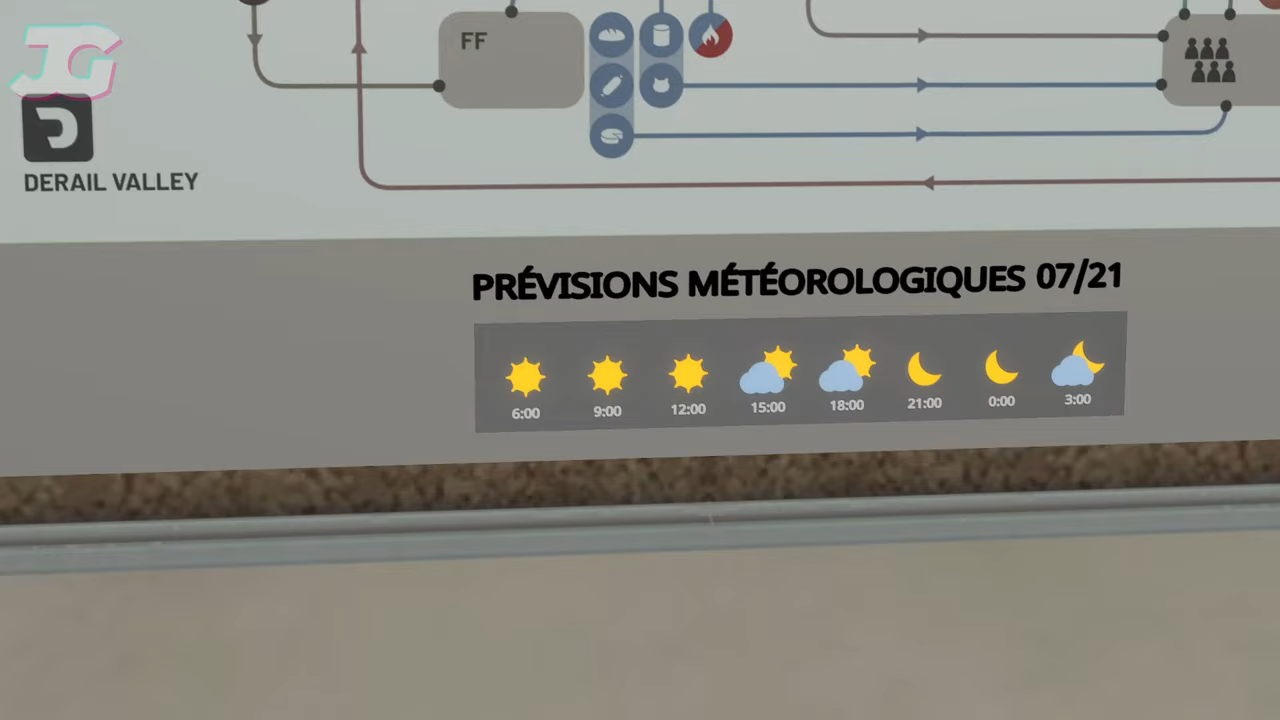 JG
FF
DERAIL VALLEY
PRÉVISIONS MÉTÉOROLOGIQUES 07/21
6:00 9:00 12:00 15:00 18:00 21:00 0:00 3:00